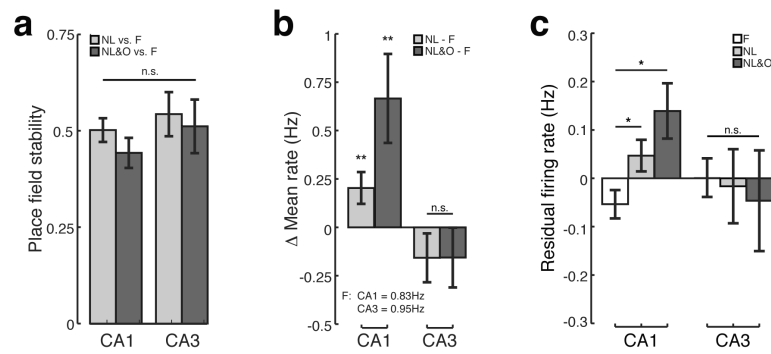 a
NL vs. F
NL&O vs. F
n.s.
0.75
0.5
0.25
0
Place field stability
CA1
CA3
b
NL - F
NL&O - F
**
**
n.s.
1
0.75
0.5
0.25
0
-0.25
-0.5
Δ Mean rate (Hz)
F: CA1 = 0.83Hz
CA3 = 0.95Hz
CA1
CA3
c
F
NL
NL&O
*
*
n.s.
0.3
0.2
0.1
0
-0.1
-0.2
-0.3
Residual firing rate (Hz)
CA1
CA3